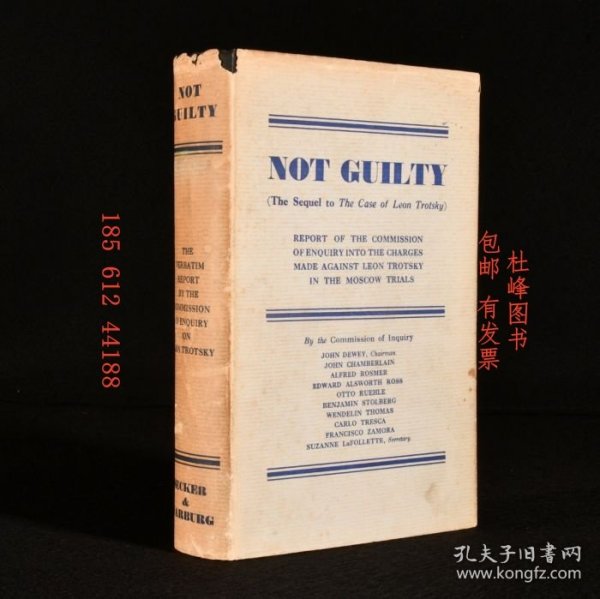 NOT
GUILTY
THE
VERBATIM
REPORT
BY THE
COMMISSION
OF ENQUIRY
ON
LEON TROTSKY
SECKER
&
WARBURG
NOT GUILTY
(The Sequel to The Case of Leon Trotsky)
REPORT OF THE COMMISSION
OF ENQUIRY INTO THE CHARGES
MADE AGAINST LEON TROTSKY
IN THE MOSCOW TRIALS
By the Commission of Inquiry
JOHN DEWEY, Chairman
JOHN CHAMBERLAIN
ALFRED ROSMER
EDWARD ALSWORTH ROSS
OTTO RUEHLE
BENJAMIN STOLBERG
WENDELIN THOMAS
CARLO TRESCA
FRANCISCO ZAMORA
SUZANNE LaFOLLETTE, Secretary
185 612 44188
杜峰图书
包邮 有发票
孔夫子旧书网
www.kongfz.com